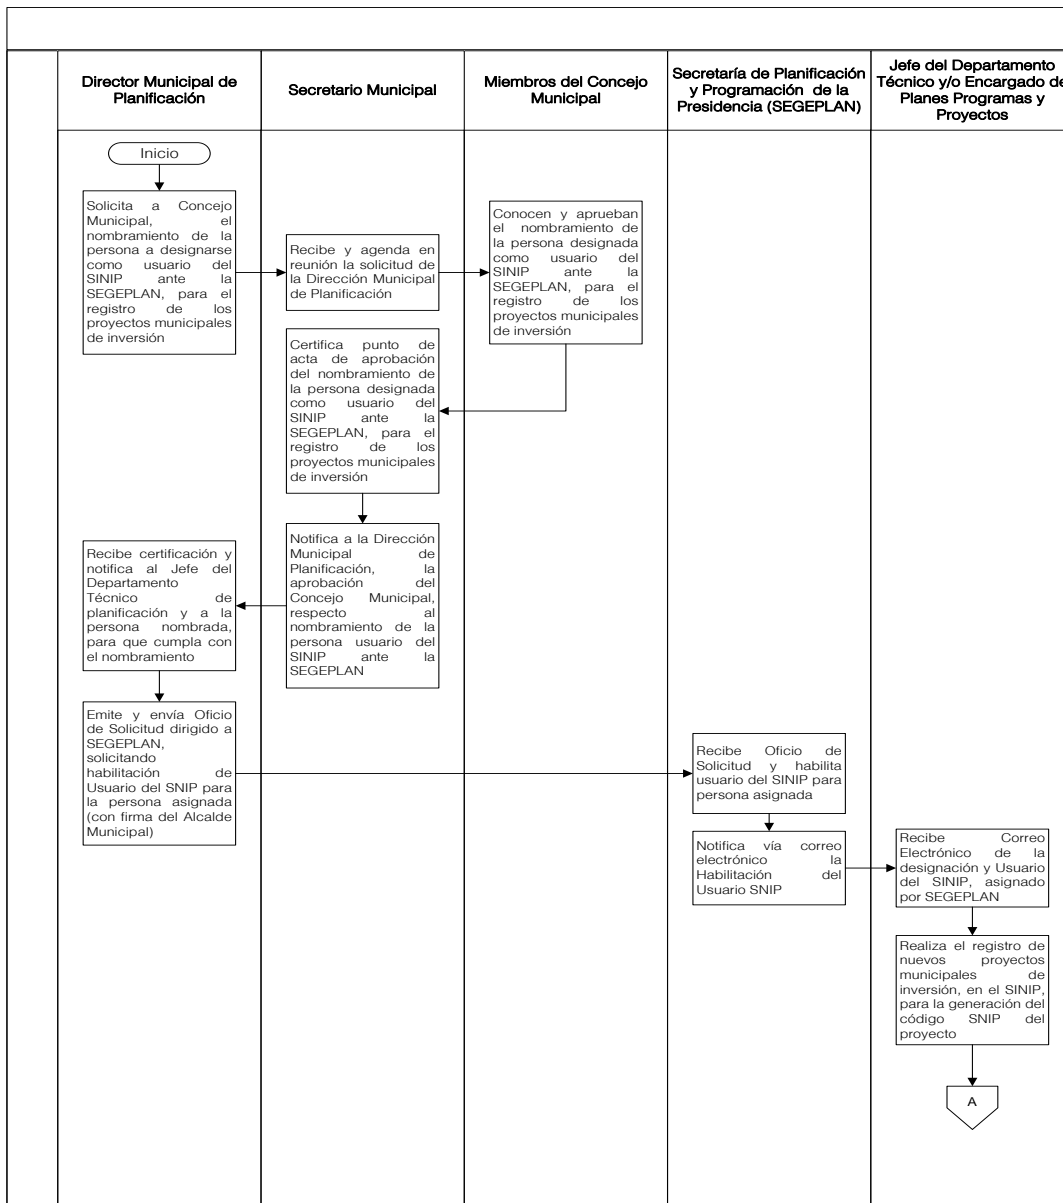 Director Municipal de
Planificación
Secretario Municipal
Miembros del Concejo
Municipal
Secretaría de Planificación
y Programación de la
Presidencia (SEGEPLAN)
Jefe del Departamento
Técnico y/o Encargado de
Planes Programas y
Proyectos
Inicio
Solicita a Concejo
Municipal, el
nombramiento de la
persona a designarse
como usuario del
SINIP ante la
SEGEPLAN, para el
registro de los
proyectos municipales
de inversión
Recibe y agenda en
reunión la solicitud de
la Dirección Municipal
de Planificación
Conocen y aprueban
el nombramiento de
la persona designada
como usuario del
SINIP ante la
SEGEPLAN, para el
registro de los
proyectos municipales
de inversión
Certifica punto de
acta de aprobación
del nombramiento de
la persona designada
como usuario del
SINIP ante la
SEGEPLAN, para el
registro de los
proyectos municipales
de inversión
Notifica a la Dirección
Municipal de
Planificación, la
aprobación del
Concejo Municipal,
respecto al
nombramiento de la
persona usuario del
SINIP ante la
SEGEPLAN
Recibe certificación y
notifica al Jefe del
Departamento
Técnico de
planificación y a la
persona nombrada,
para que cumpla con
el nombramiento
Emite y envía Oficio
de Solicitud dirigido a
SEGEPLAN,
solicitando
habilitación de
Usuario del SNIP para
la persona asignada
(con firma del Alcalde
Municipal)
Recibe Oficio de
Solicitud y habilita
usuario del SINIP para
persona asignada
Notifica vía correo
electrónico la
Habilitación del
Usuario SNIP
Recibe Correo
Electrónico de la
designación y Usuario
del SINIP, asignado
por SEGEPLAN
Realiza el registro de
nuevos proyectos
municipales de
inversión, en el SINIP,
para la generación del
código SNIP del
proyecto
A